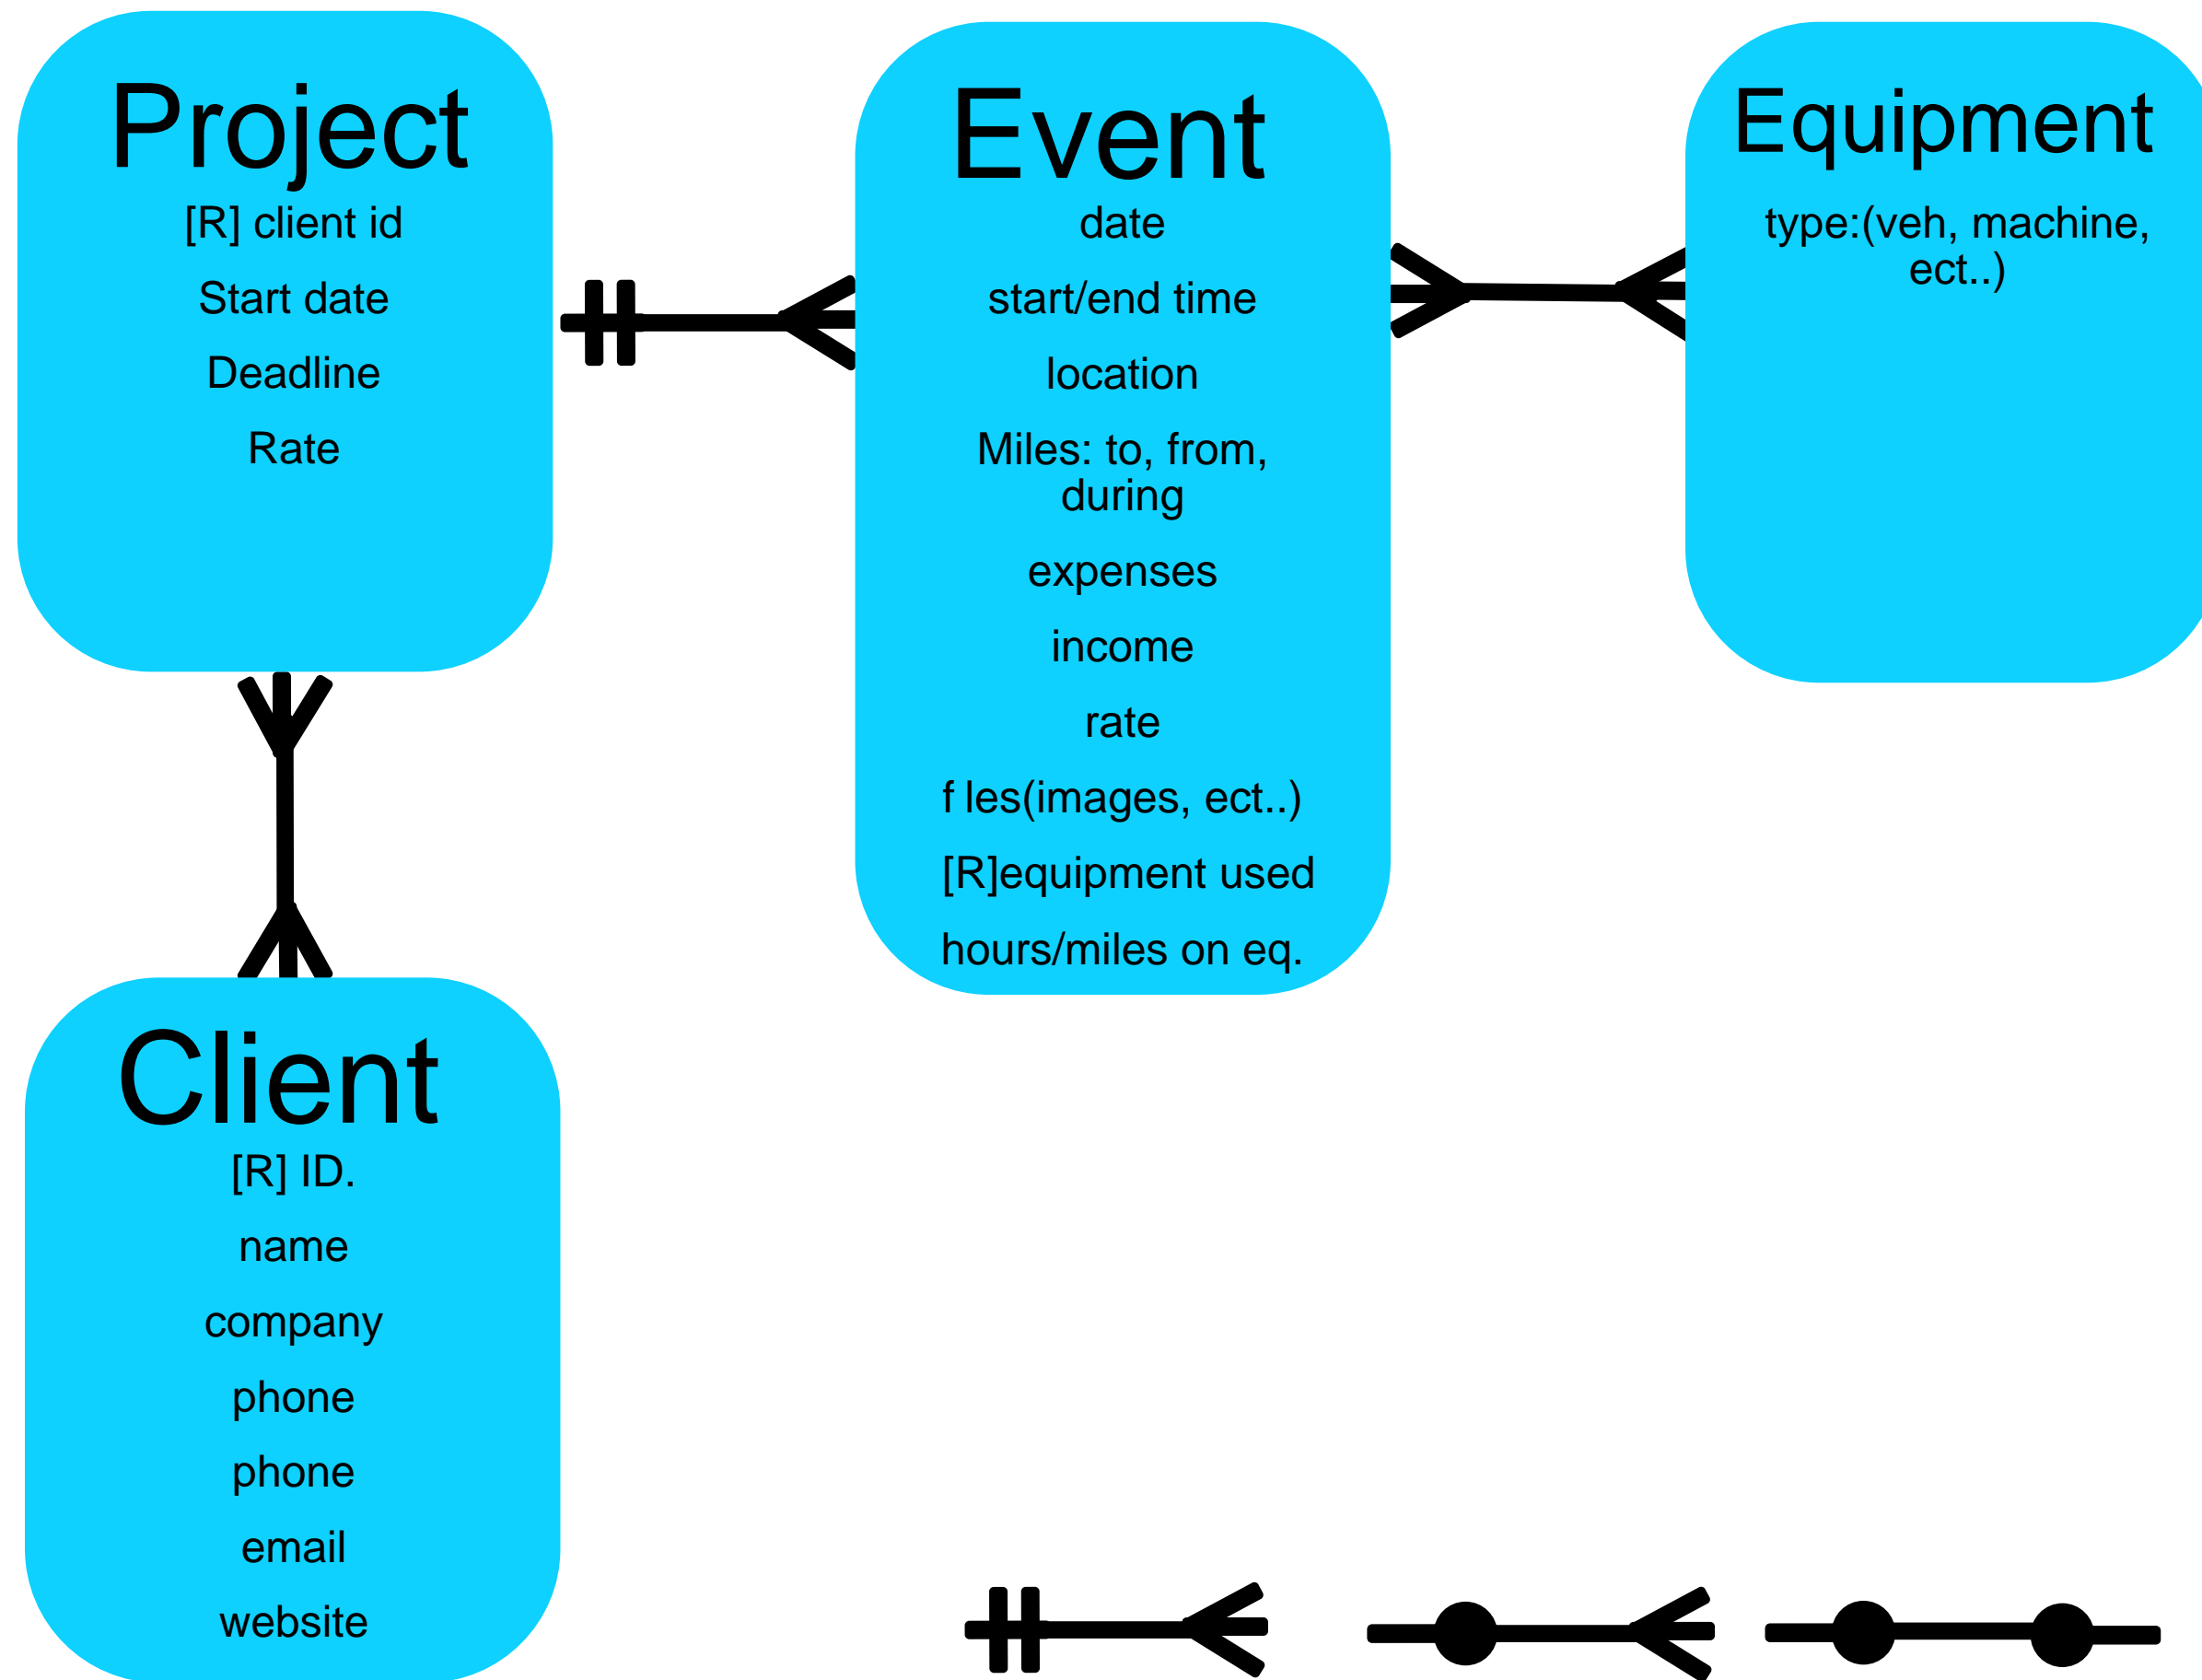 Project
[R] client id
Start date
Deadline
Rate
Event
date
start/end time
location
Miles: to, from,
during
expenses
income
rate
f les(images, ect..)
[R]equipment used
hours/miles on eq.
Equipment
type:(veh, machine,
ect..)
Client
[R] ID.
name
company
phone
phone
email
website